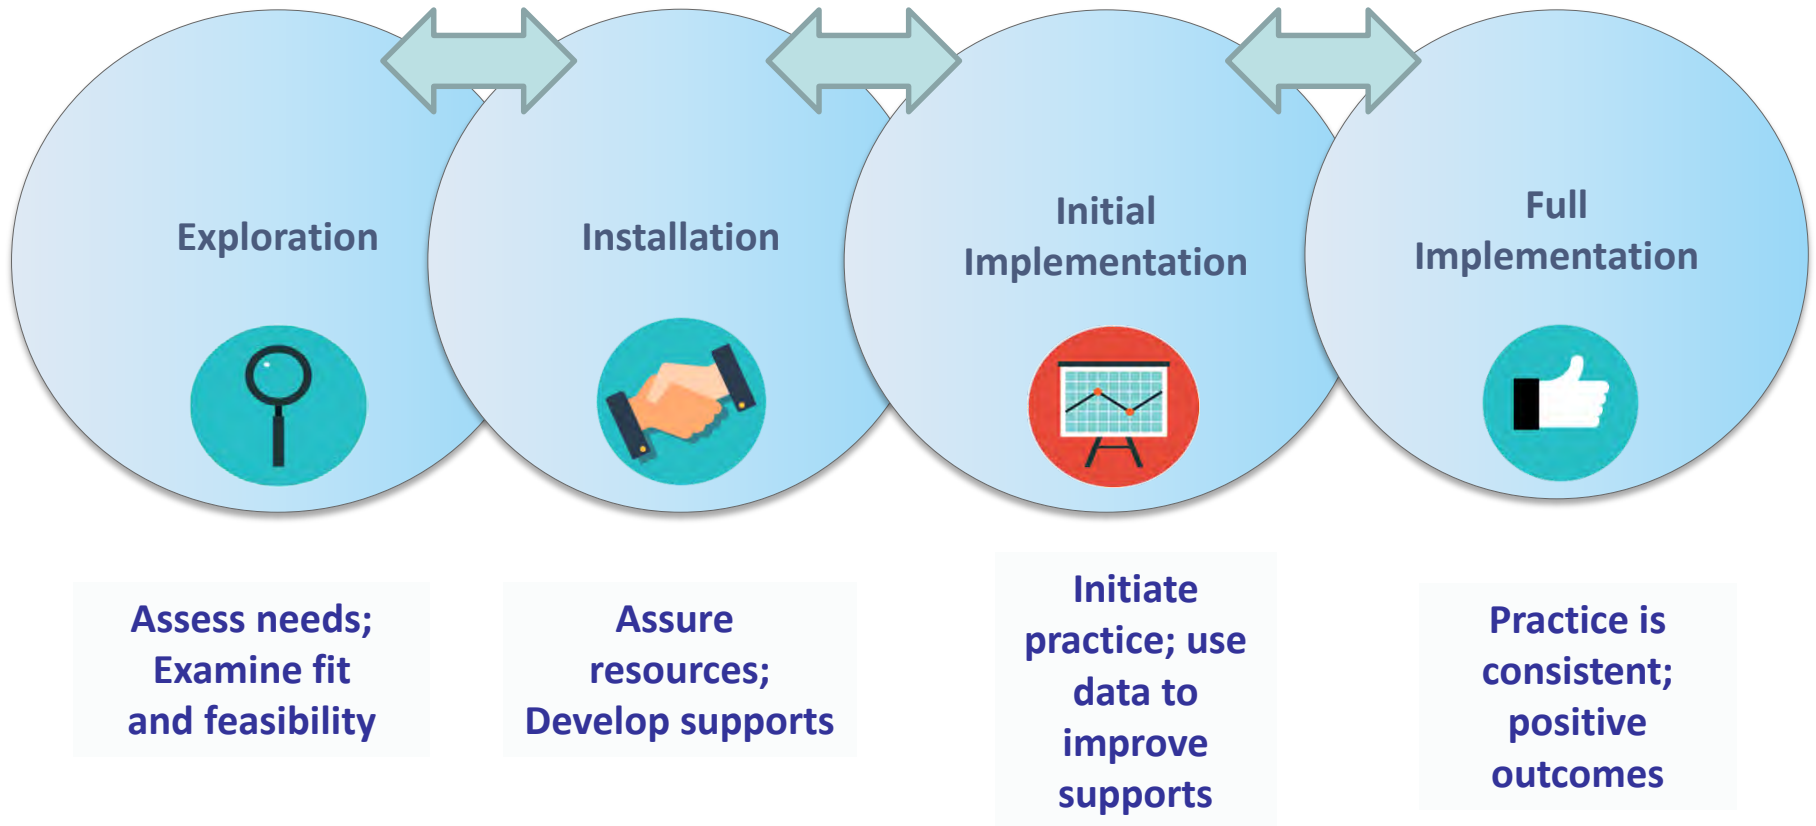 Exploration
Installation
Initial
Implementation
Full
Implementation
Assess needs;
Examine fit
and feasibility
Assure
resources;
Develop supports
Initiate
practice; use
data to
improve
supports
Practice is
consistent;
positive
outcomes